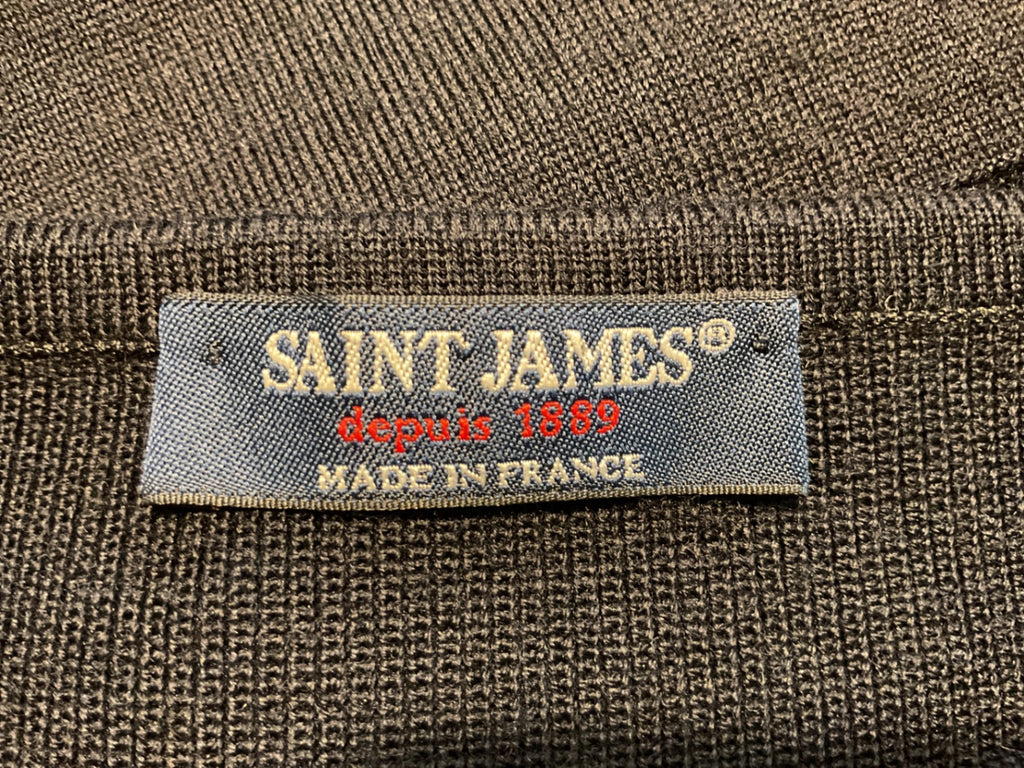 SAINT JAMES®
depuis 1889
MADE IN FRANCE